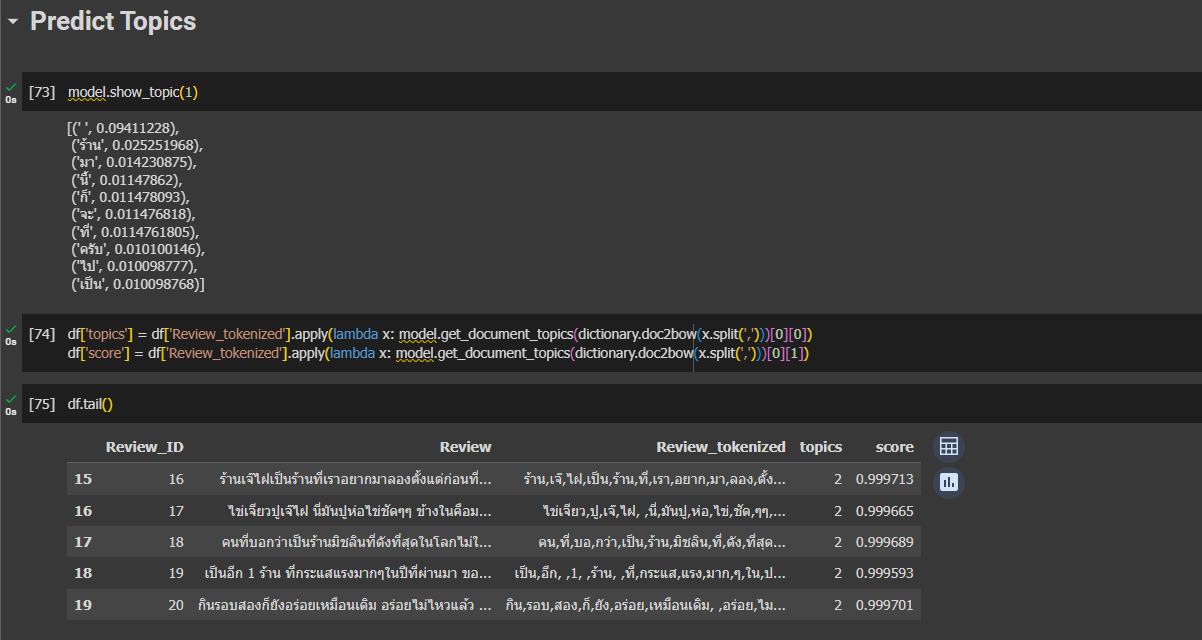 Predict Topics
[73] model.show_topic(1)
0s
[(' ', 0.09411228),
('ร้าน', 0.025251968),
('มา', 0.014230875),
('นี้', 0.01147862),
('ก็', 0.011478093),
('จะ', 0.011476818),
('ที่', 0.0114761805),
('ครับ', 0.010100146),
('ไป', 0.010098777),
('เป็น', 0.010098768)]
[74] df['topics'] = df['Review_tokenized'].apply(lambda x: model.get_document_topics(dictionary.doc2bow(x.split(',')))[0][0])
0s df['score'] = df['Review_tokenized'].apply(lambda x: model.get_document_topics(dictionary.doc2bow(x.split(',')))[0][1])
[75] df.tail()
0s
Review_ID Review Review_tokenized topics score
15 16 ร้านเจ๊ไฝเป็นร้านที่เราอยากมาลองตั้งแต่ก่อนที่... ร้าน,เจ๊,ไฝ,เป็น,ร้าน,ที่,เรา,อยาก,มา,ลอง,ตั้ง... 2 0.999713
16 17 ไข่เจียวปูเจ๊ไฝ นี่มันปูห่อไข่ชัดๆๆ ข้างในคือม... ไข่เจียว,ปู,เจ๊,ไฝ, ,นี่,มันปู,ห่อ,ไข่,ชัด,ๆๆ,... 2 0.999665
17 18 คนที่บอกว่าเป็นร้านมิชลินที่ดังที่สุดในโลกไม่ใ... คน,ที่,บอ,กว่า,เป็น,ร้าน,มิชลิน,ที่,ดัง,ที่สุด... 2 0.999689
18 19 เป็นอีก 1 ร้าน ที่กระแสแรงมากๆในปีที่ผ่านมา ขอ... เป็น,อีก, ,1, ,ร้าน, ,ที่,กระแส,แรง,มาก,ๆ,ใน,ป... 2 0.999593
19 20 กินรอบสองก็ยังอร่อยเหมือนเดิม อร่อยไม่ไหวแล้ว ... กิน,รอบ,สอง,ก็,ยัง,อร่อย,เหมือนเดิม, ,อร่อย,ไม... 2 0.999701